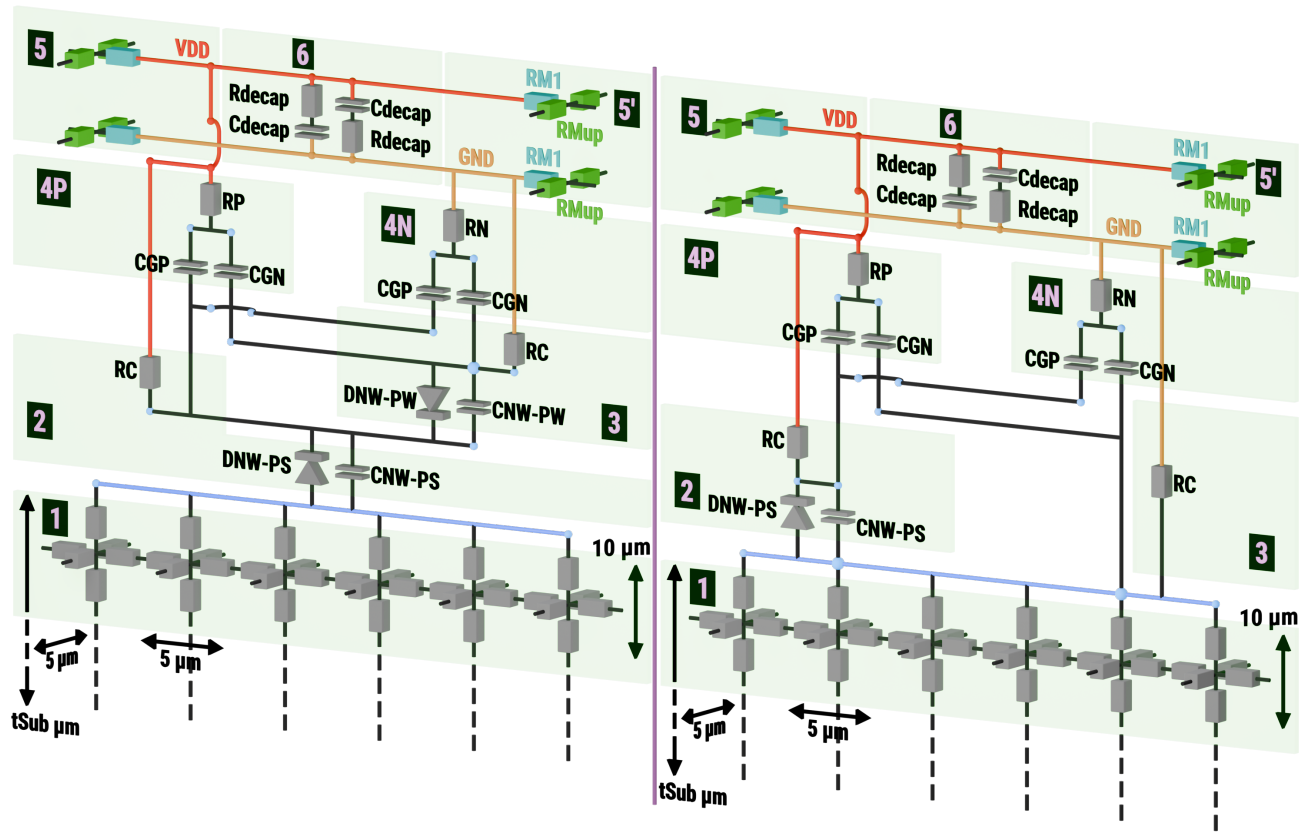 5
VDD
6
RM1
5'
Rdecap
Cdecap
Cdecap
Rdecap
RMup
GND
RM1
RMup
4P
RP
4N
RN
CGP
CGN
CGP
CGN
RC
RC
DNW-PW
CNW-PW
2
3
DNW-PS
CNW-PS
1
10 µm
5 µm
5 µm
tSub µm
5
VDD
6
RM1
5'
Rdecap
Cdecap
Cdecap
Rdecap
RMup
GND
RM1
RMup
4P
RP
4N
RN
CGP
CGN
CGP
CGN
RC
RC
2
DNW-PS
CNW-PS
3
1
10 µm
5 µm
5 µm
tSub µm